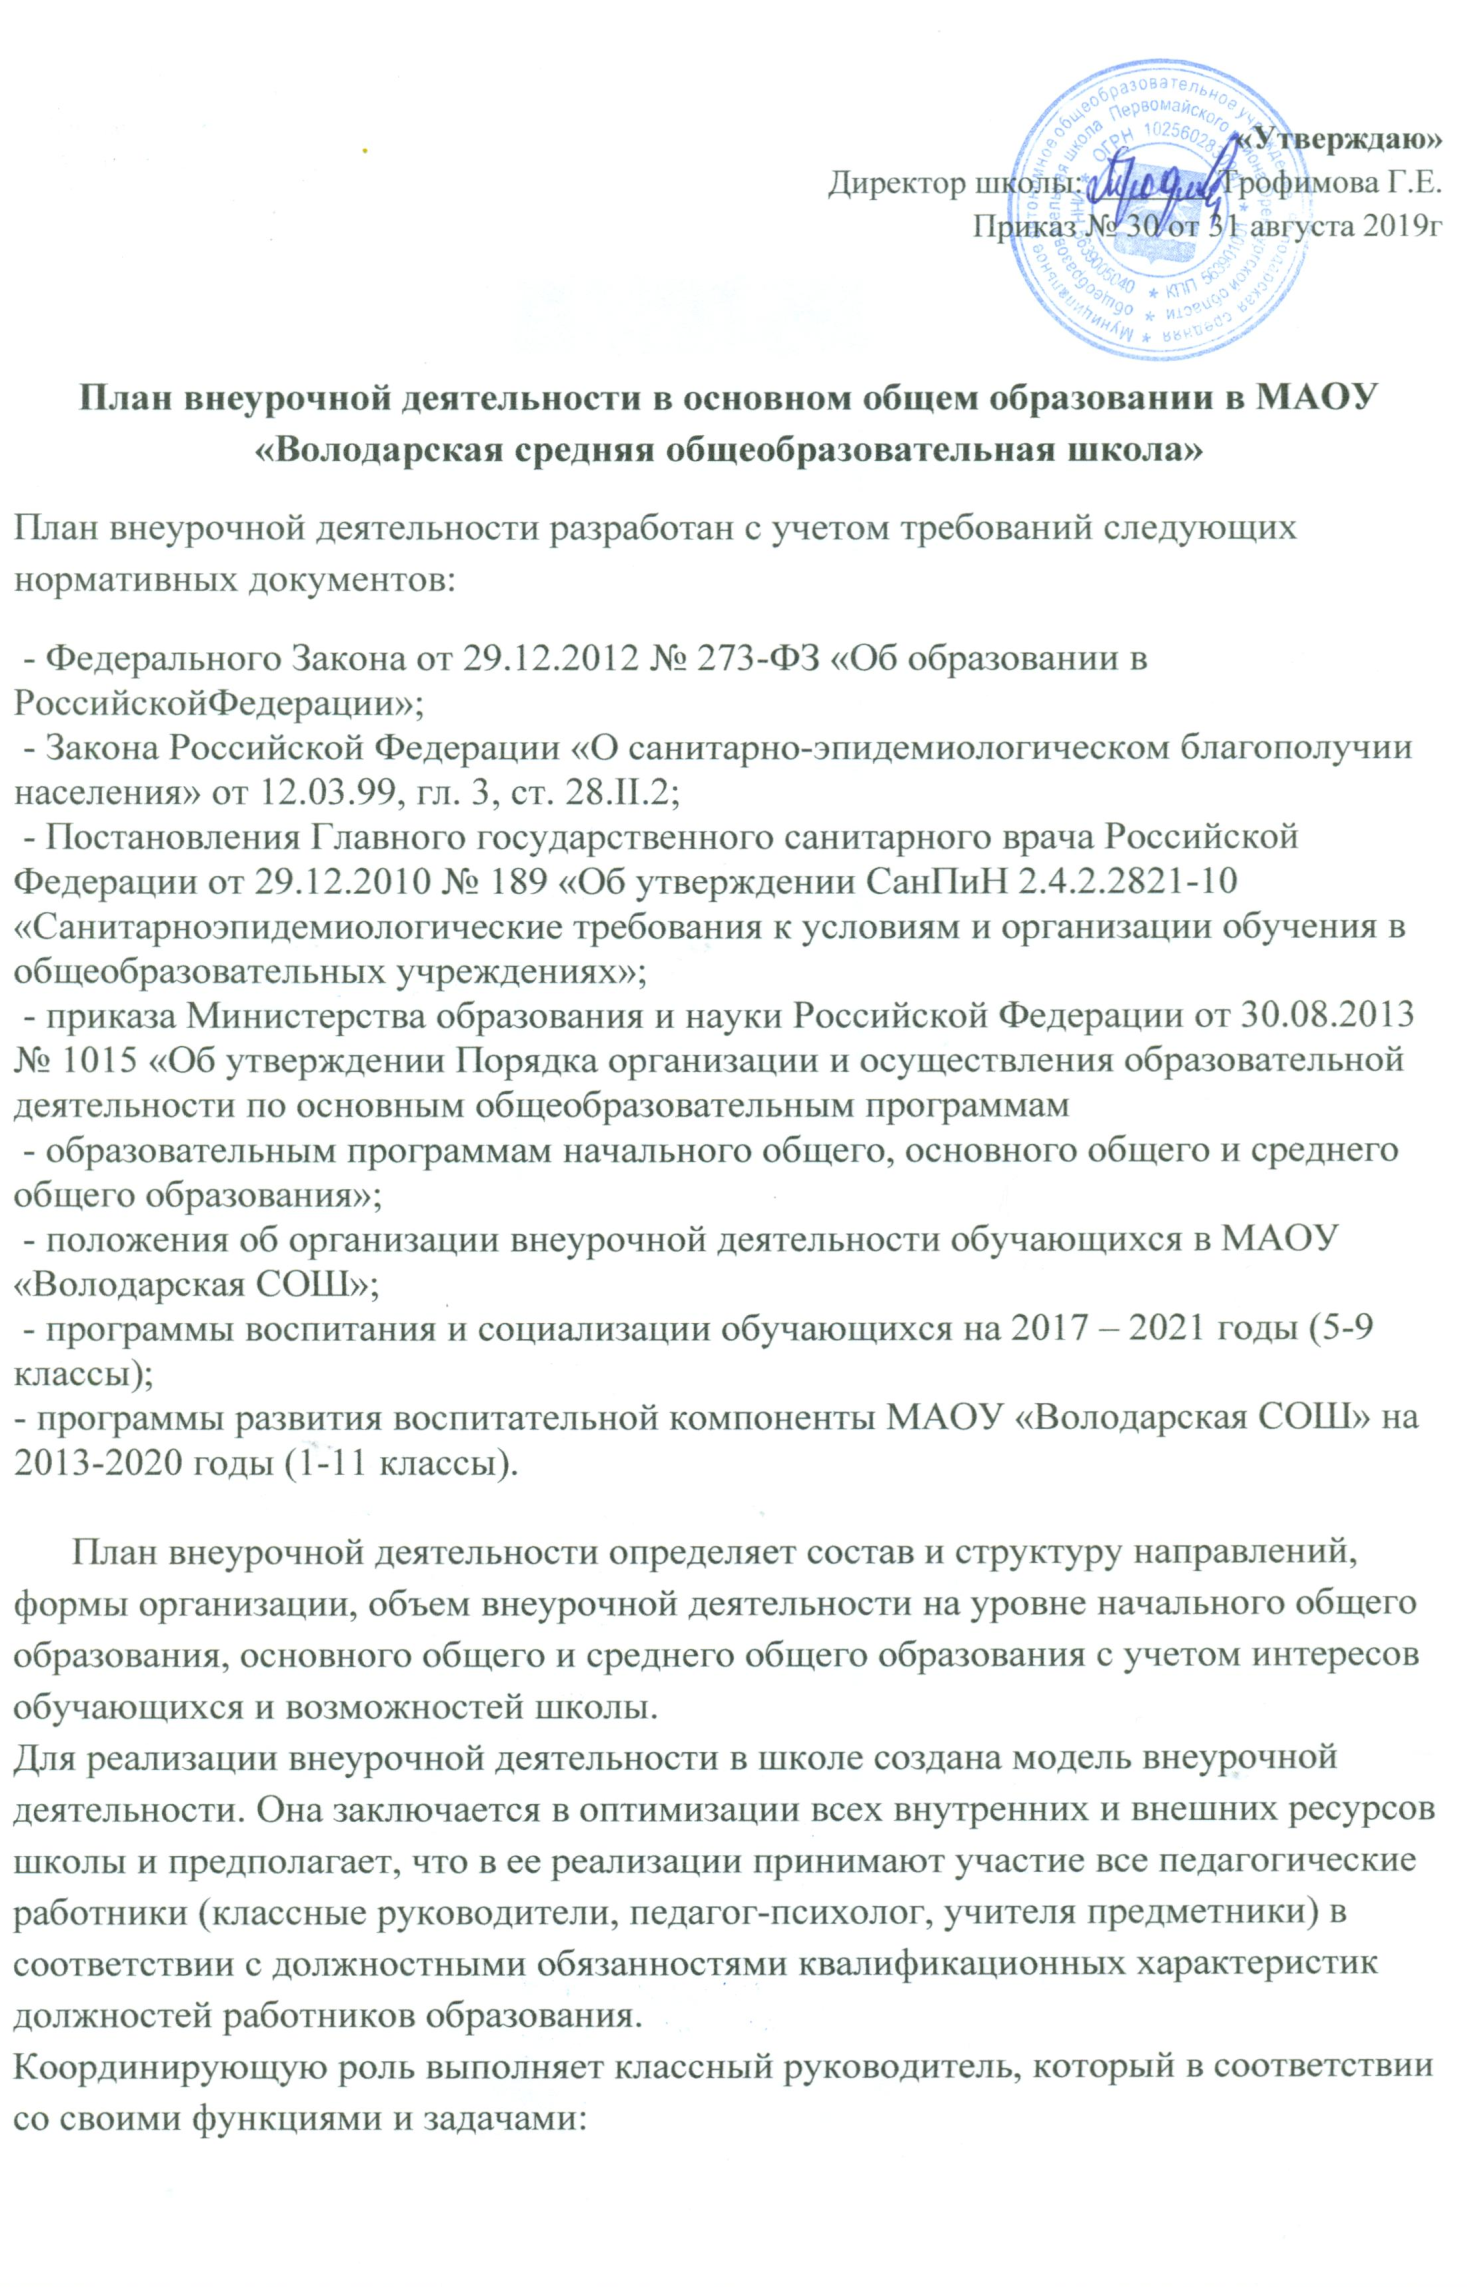 «Утверждаю»
Директор школы: Трофимова Г.Е.
Приказ № 30 от 31 августа 2019г
План внеурочной деятельности в основном общем образовании в МАОУ
«Володарская средняя общеобразовательная школа»
План внеурочной деятельности разработан с учетом требований следующих
нормативных документов:
- Федерального Закона от 29.12.2012 № 273-ФЗ «Об образовании в
РоссийскойФедерации»;
- Закона Российской Федерации «О санитарно-эпидемиологическом благополучии
населения» от 12.03.99, гл. 3, ст. 28.II.2;
- Постановления Главного государственного санитарного врача Российской
Федерации от 29.12.2010 № 189 «Об утверждении СанПиН 2.4.2.2821-10
«Санитарноэпидемиологические требования к условиям и организации обучения в
общеобразовательных учреждениях»;
- приказа Министерства образования и науки Российской Федерации от 30.08.2013
№ 1015 «Об утверждении Порядка организации и осуществления образовательной
деятельности по основным общеобразовательным программам
- образовательным программам начального общего, основного общего и среднего
общего образования»;
- положения об организации внеурочной деятельности обучающихся в МАОУ
«Володарская СОШ»;
- программы воспитания и социализации обучающихся на 2017 – 2021 годы (5-9
классы);
- программы развития воспитательной компоненты МАОУ «Володарская СОШ» на
2013-2020 годы (1-11 классы).
План внеурочной деятельности определяет состав и структуру направлений,
формы организации, объем внеурочной деятельности на уровне начального общего
образования, основного общего и среднего общего образования с учетом интересов
обучающихся и возможностей школы.
Для реализации внеурочной деятельности в школе создана модель внеурочной
деятельности. Она заключается в оптимизации всех внутренних и внешних ресурсов
школы и предполагает, что в ее реализации принимают участие все педагогические
работники (классные руководители, педагог-психолог, учителя предметники) в
соответствии с должностными обязанностями квалификационных характеристик
должностей работников образования.
Координирующую роль выполняет классный руководитель, который в соответствии
со своими функциями и задачами: